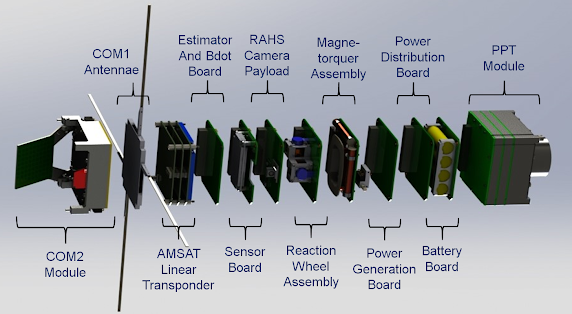 COM1
Antennae
Estimator
And Bdot
Board
RAHS
Camera
Payload
Magne-
torquer
Assembly
Power
Distribution
Board
PPT
Module
COM2
Module
AMSAT
Linear
Transponder
Sensor
Board
Reaction
Wheel
Assembly
Power
Generation
Board
Battery
Board